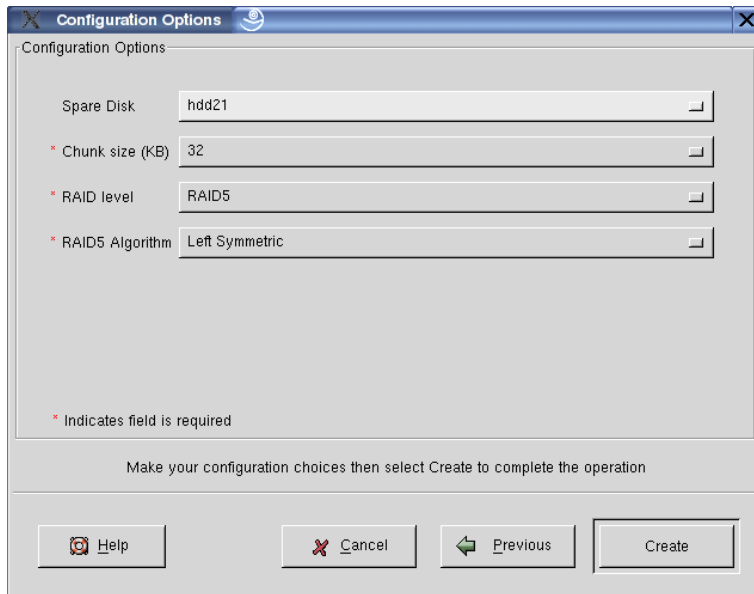 Configuration Options
Configuration Options
Spare Disk hdd21
* Chunk size (KB) 32
* RAID level RAID5
* RAID5 Algorithm Left Symmetric
* Indicates field is required
Make your configuration choices then select Create to complete the operation
Help Cancel Previous Create